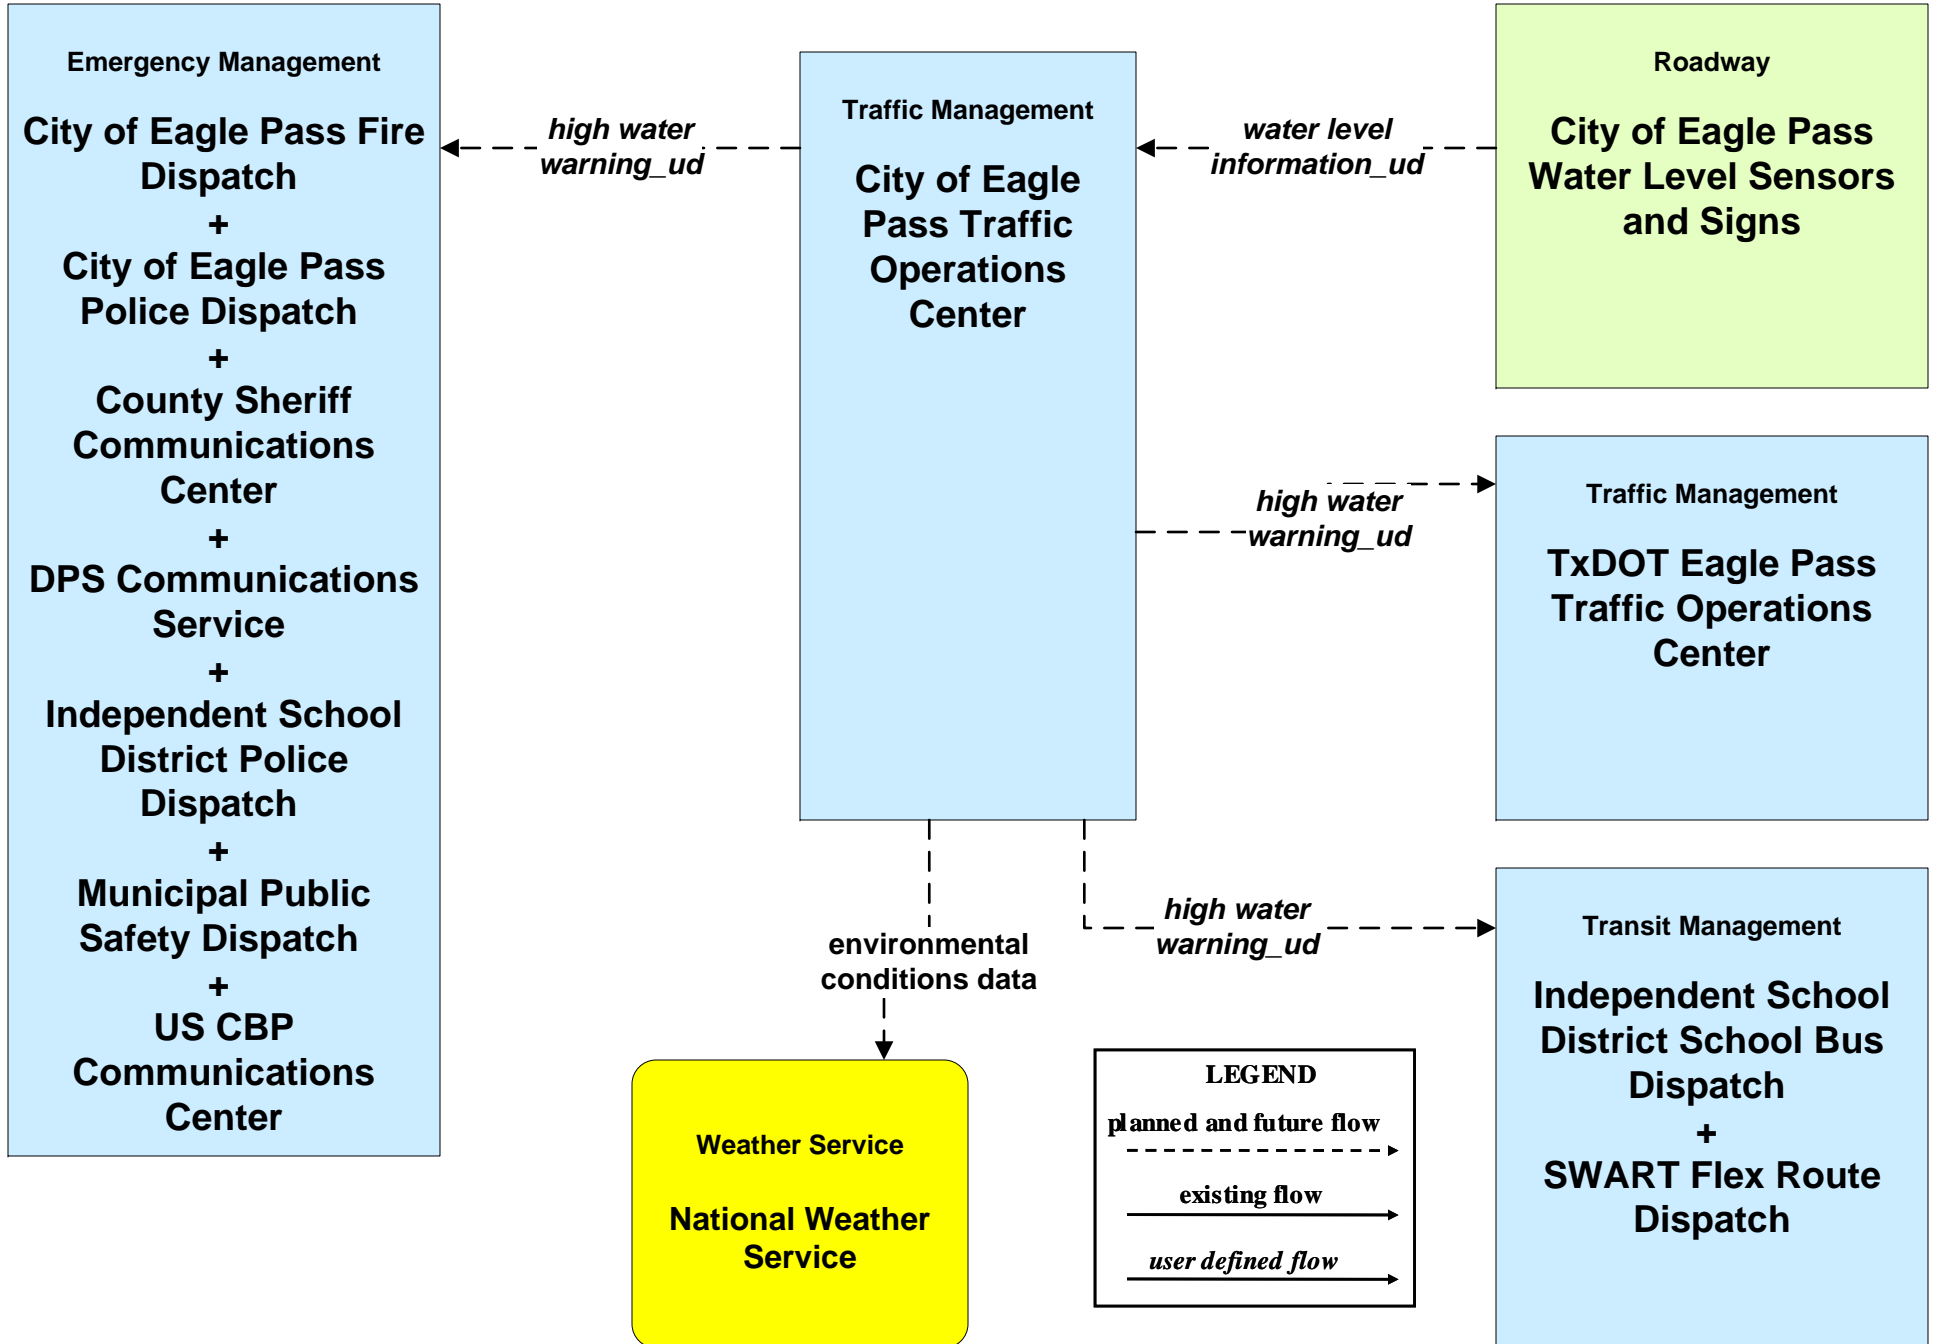 Emergency Management
City of Eagle Pass Fire
Dispatch
+
City of Eagle Pass
Police Dispatch
+
County Sheriff
Communications
Center
+
DPS Communications
Service
+
Independent School
District Police
Dispatch
+
Municipal Public
Safety Dispatch
+
US CBP
Communications
Center
high water
warning_ud
Traffic Management
City of Eagle
Pass Traffic
Operations
Center
water level
information_ud
Roadway
City of Eagle Pass
Water Level Sensors
and Signs
high water
warning_ud
Traffic Management
TxDOT Eagle Pass
Traffic Operations
Center
high water
warning_ud
Transit Management
Independent School
District School Bus
Dispatch
+
SWART Flex Route
Dispatch
environmental
conditions data
Weather Service
National Weather
Service
LEGEND
planned and future flow
existing flow
user defined flow